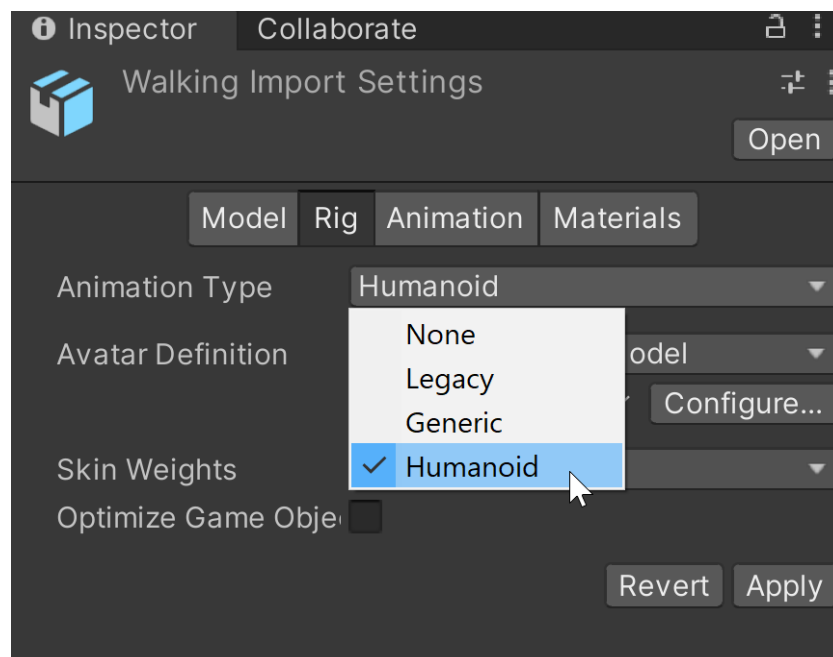 Inspector Collaborate
Walking Import Settings
Open
Model Rig Animation Materials
Animation Type Humanoid
None
Avatar Definition odel
Legacy
Configure...
Generic
Skin Weights Humanoid
Optimize Game Obje
Revert Apply